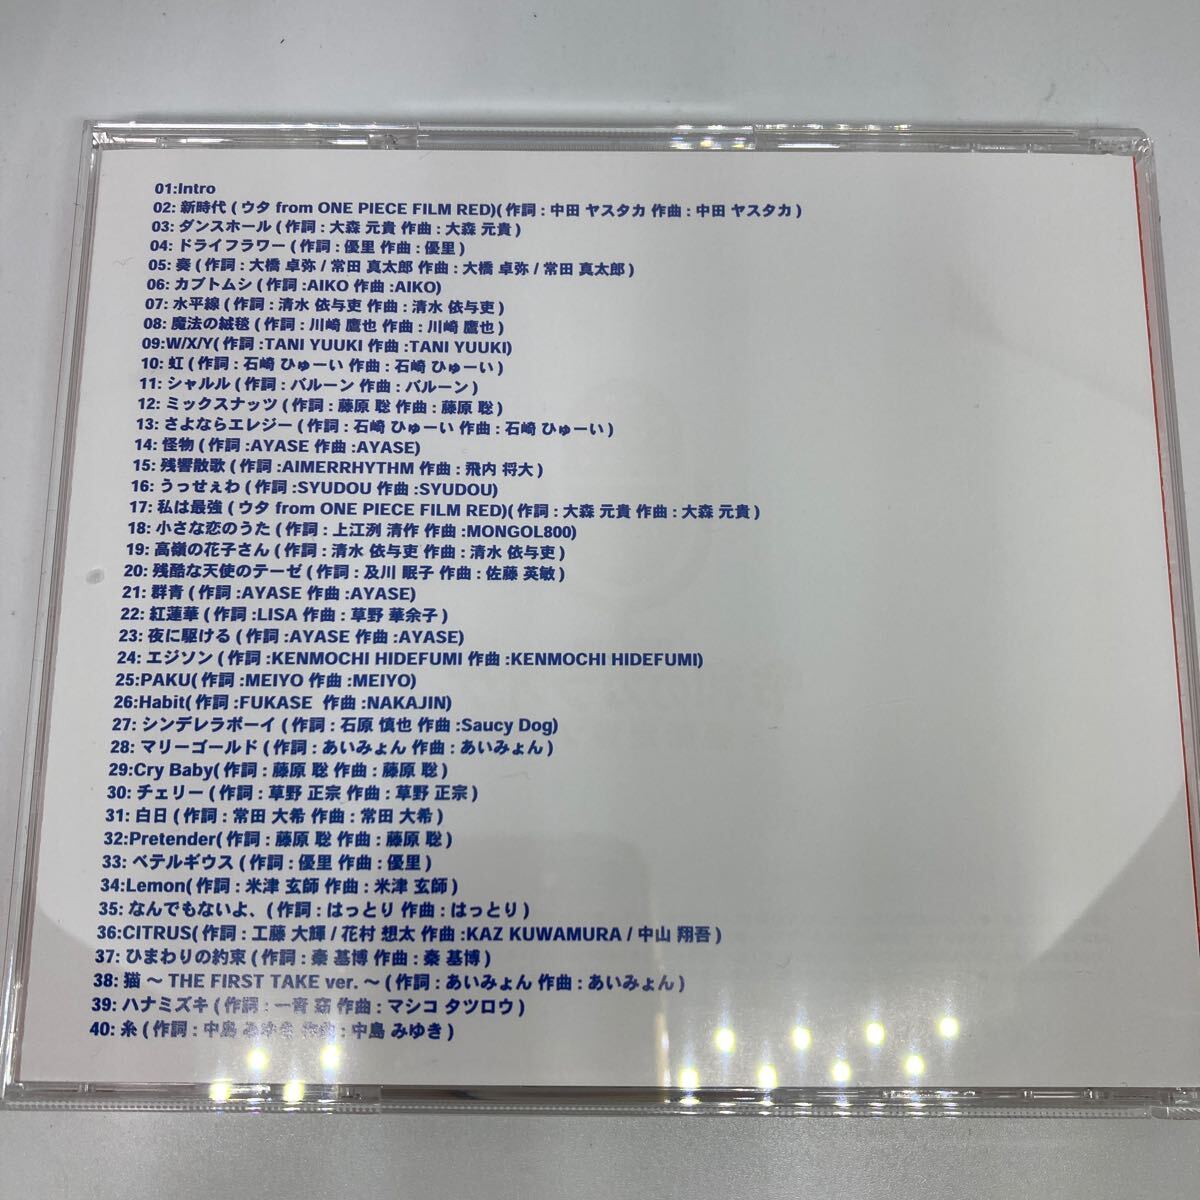 01:Intro
02: 新時代 ( ウタ from ONE PIECE FILM RED)( 作詞 : 中田 ヤスタカ 作曲 : 中田 ヤスタカ )
03: ダンスホール ( 作詞 : 大森 元貴 作曲 : 大森 元貴 )
04: ドライフラワー ( 作詞 : 優里 作曲 : 優里 )
05: 奏 ( 作詞 : 大橋 卓弥 / 常田 真太郎 作曲 : 大橋 卓弥 / 常田 真太郎 )
06: カブトムシ ( 作詞 :AIKO 作曲 :AIKO)
07: 水平線 ( 作詞 : 清水 依与吏 作曲 : 清水 依与吏 )
08: 魔法の絨毯 ( 作詞 : 川崎 鷹也 作曲 : 川崎 鷹也 )
09:W/X/Y( 作詞 :TANI YUUKI 作曲 :TANI YUUKI)
10: 虹 ( 作詞 : 石崎 ひゅーい 作曲 : 石崎 ひゅーい )
11: シャルル ( 作詞 : バルーン 作曲 : バルーン )
12: ミックスナッツ ( 作詞 : 藤原 聡 作曲 : 藤原 聡 )
13: さよならエレジー ( 作詞 : 石崎 ひゅーい 作曲 : 石崎 ひゅーい )
14: 怪物 ( 作詞 :AYASE 作曲 :AYASE)
15: 残響散歌 ( 作詞 :AIMERRHYTHM 作曲 : 飛内 将大 )
16: うっせぇわ ( 作詞 :SYUDOU 作曲 :SYUDOU)
17: 私は最強 ( ウタ from ONE PIECE FILM RED)( 作詞 : 大森 元貴 作曲 : 大森 元貴 )
18: 小さな恋のうた ( 作詞 : 上江洌 清作 作曲 :MONGOL800)
19: 高嶺の花子さん ( 作詞 : 清水 依与吏 作曲 : 清水 依与吏 )
20: 残酷な天使のテーゼ ( 作詞 : 及川 眠子 作曲 : 佐藤 英敏 )
21: 群青 ( 作詞 :AYASE 作曲 :AYASE)
22: 紅蓮華 ( 作詞 :LISA 作曲 : 草野 華余子 )
23: 夜に駆ける ( 作詞 :AYASE 作曲 :AYASE)
24: エジソン ( 作詞 :KENMOCHI HIDEFUMI 作曲 :KENMOCHI HIDEFUMI)
25:PAKU( 作詞 :MEIYO 作曲 :MEIYO)
26:Habit( 作詞 :FUKASE 作曲 :NAKAJIN)
27: シンデレラボーイ ( 作詞 : 石原 慎也 作曲 :Saucy Dog)
28: マリーゴールド ( 作詞 : あいみょん 作曲 : あいみょん )
29:Cry Baby( 作詞 : 藤原 聡 作曲 : 藤原 聡 )
30: チェリー ( 作詞 : 草野 正宗 作曲 : 草野 正宗 )
31: 白日 ( 作詞 : 常田 大希 作曲 : 常田 大希 )
32:Pretender( 作詞 : 藤原 聡 作曲 : 藤原 聡 )
33: ベテルギウス ( 作詞 : 優里 作曲 : 優里 )
34:Lemon( 作詞 : 米津 玄師 作曲 : 米津 玄師 )
35: なんでもないよ、( 作詞 : はっとり 作曲 : はっとり )
36:CITRUS( 作詞 : 工藤 大輝 / 花村 想太 作曲 :KAZ KUWAMURA / 中山 翔吾 )
37: ひまわりの約束 ( 作詞 : 秦 基博 作曲 : 秦 基博 )
38: 猫 ～ THE FIRST TAKE ver. ～ ( 作詞 : あいみょん 作曲 : あいみょん )
39: ハナミズキ ( 作詞 : 一青 窈 作曲 : マシコ タツロウ )
40: 糸 ( 作詞 : 中島 みゆき 作曲 : 中島 みゆき )